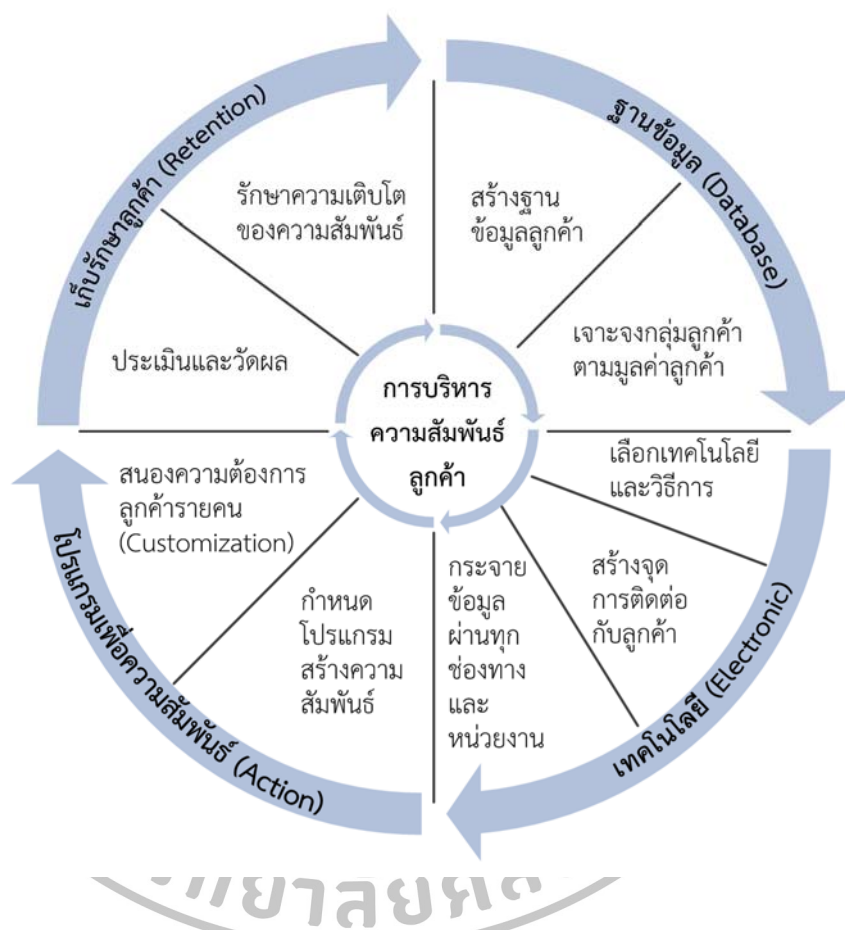 ฐานข้อมูล (Database)
สร้างฐาน
ข้อมูลลูกค้า
เจาะจงกลุ่มลูกค้า
ตามมูลค่าลูกค้า
เทคโนโลยี (Electronic)
เลือกเทคโนโลยี
และวิธีการ
สร้างจุด
การติดต่อ
กับลูกค้า
กระจาย
ข้อมูล
ผ่านทุก
ช่องทาง
และ
หน่วยงาน
โปรแกรมเพื่อความสัมพันธ์ (Action)
กำหนด
โปรแกรม
สร้างความ
สัมพันธ์
สนองความต้องการ
ลูกค้ารายคน
(Customization)
เก็บรักษาลูกค้า (Retention)
ประเมินและวัดผล
รักษาความเติบโต
ของความสัมพันธ์
การบริหาร
ความสัมพันธ์
ลูกค้า